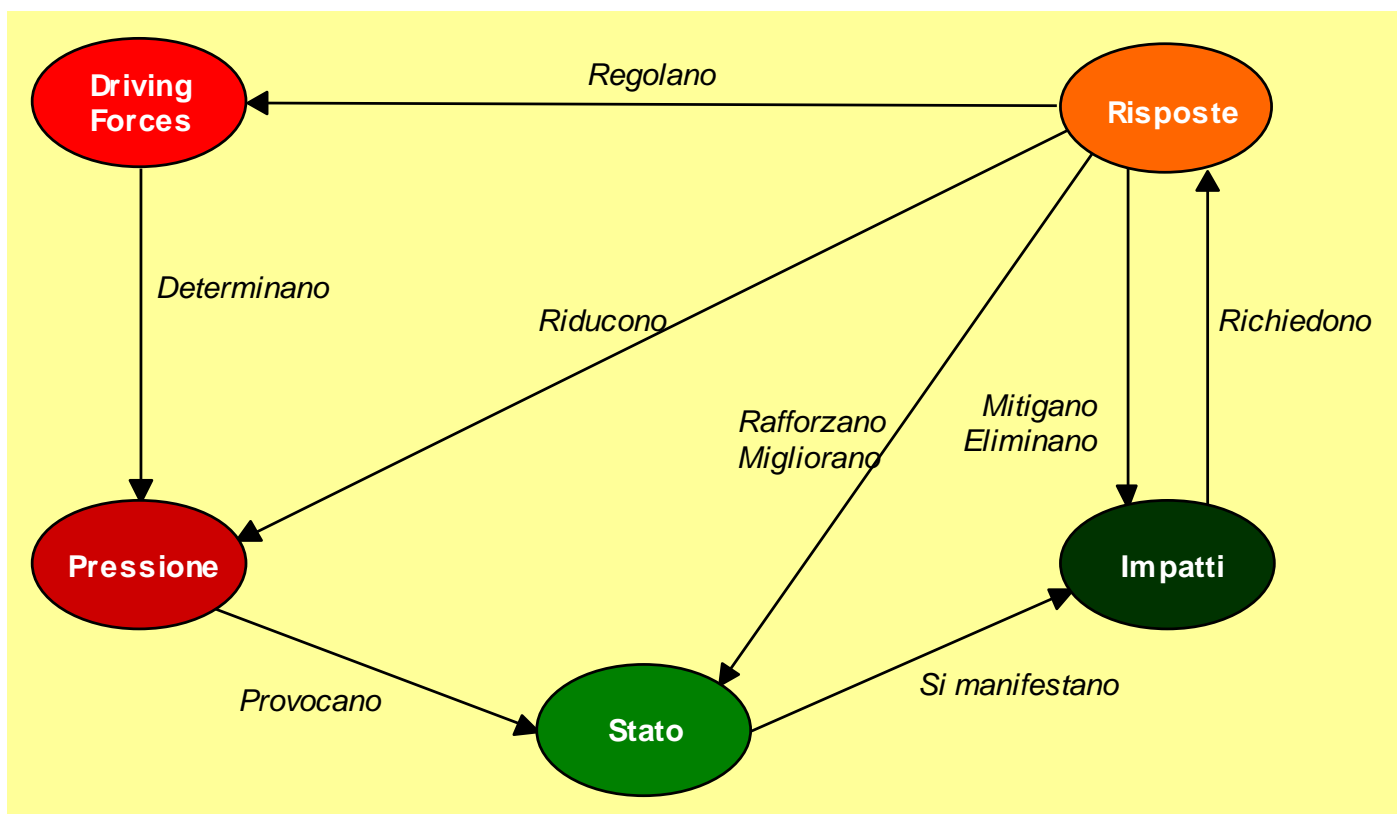 Driving
Forces
Regolano
Risposte
Determinano
Riducono
Richiedono
Rafforzano
Migliorano
Mitigano
Eliminano
Pressione
Impatti
Provocano
Stato
Si manifestano